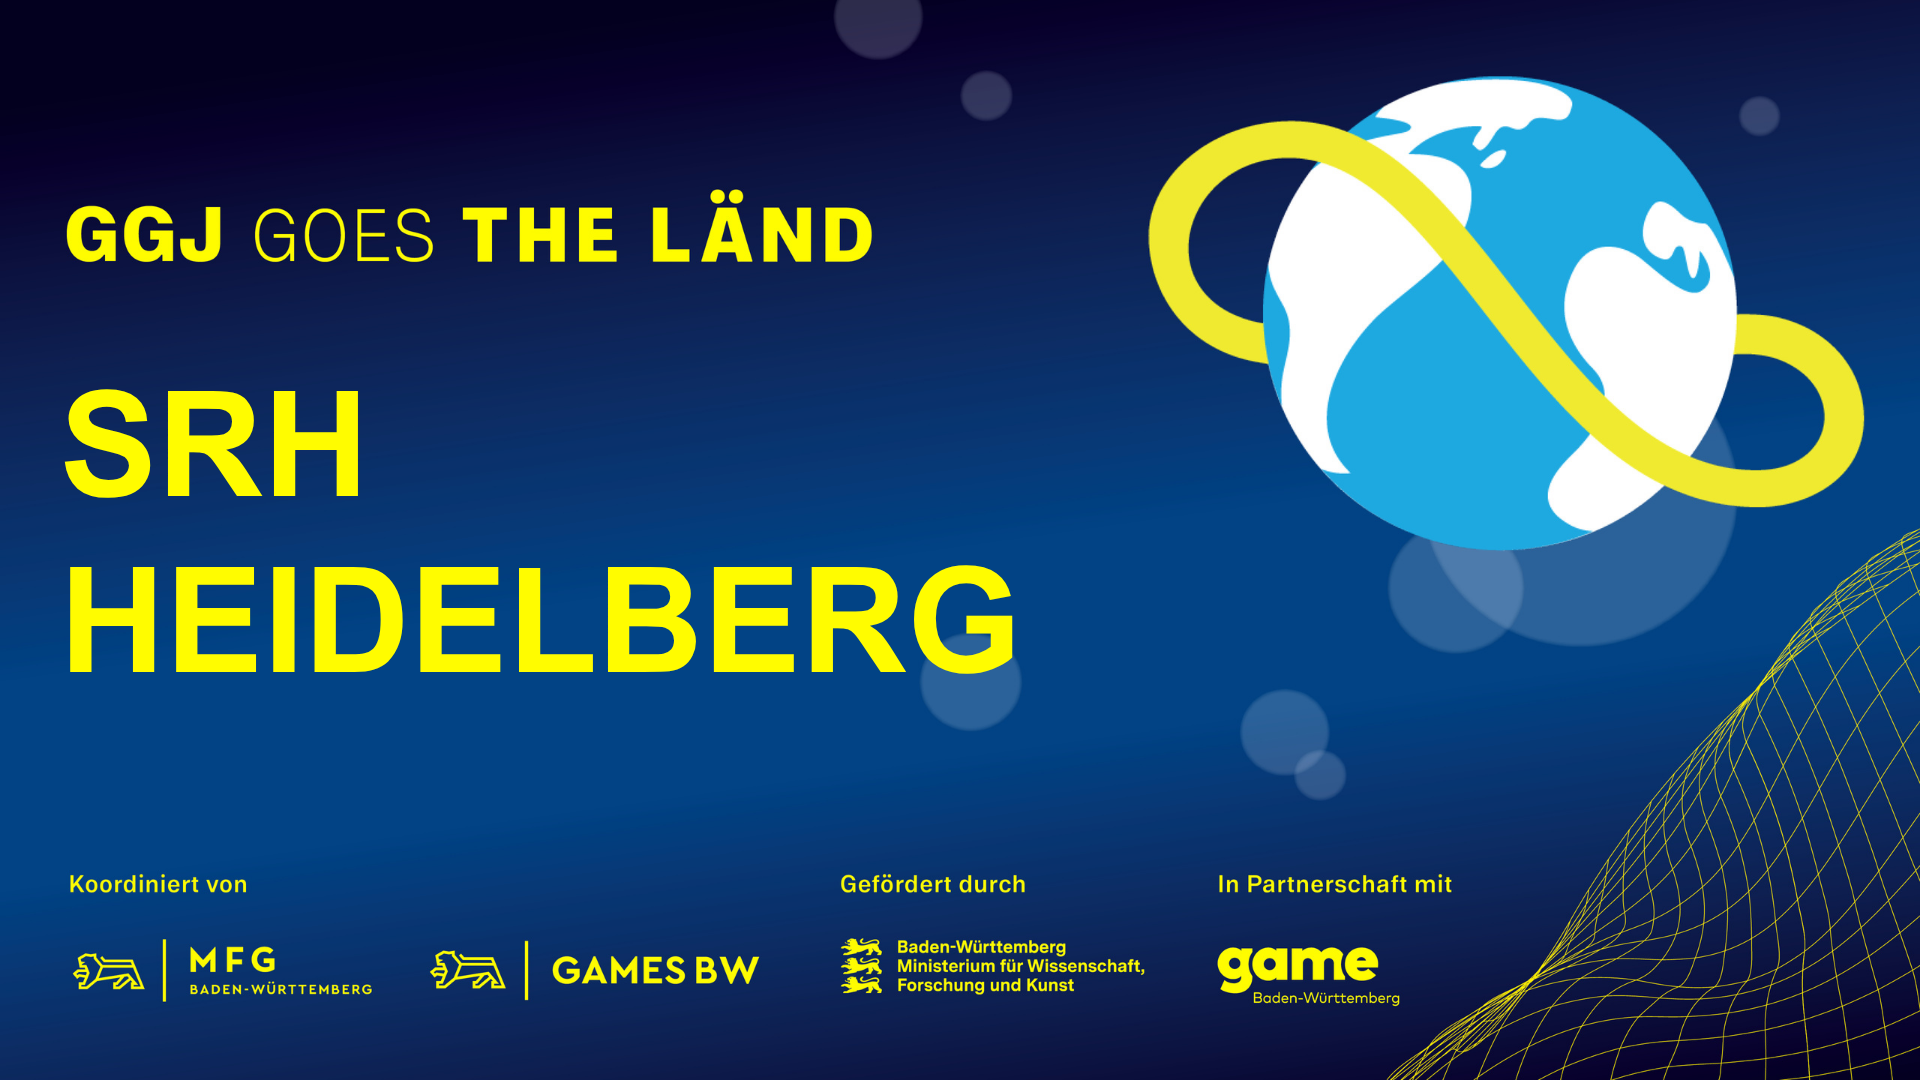 GGJ GOES THE LÄND
SRH
HEIDELBERG
Koordiniert von
MFG
BADEN-WÜRTTEMBERG
GAMES BW
Gefördert durch
Baden-Württemberg
Ministerium für Wissenschaft,
Forschung und Kunst
In Partnerschaft mit
game
Baden-Württemberg